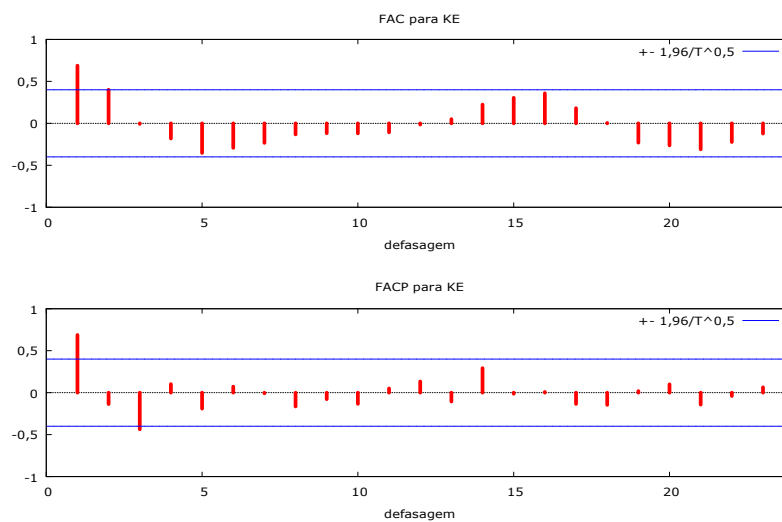 FAC para KE
+- 1,96/T^0,5
1
0,5
0
-0,5
-1
0 5 10 15 20
defasagem
FACP para KE
+- 1,96/T^0,5
1
0,5
0
-0,5
-1
0 5 10 15 20
defasagem